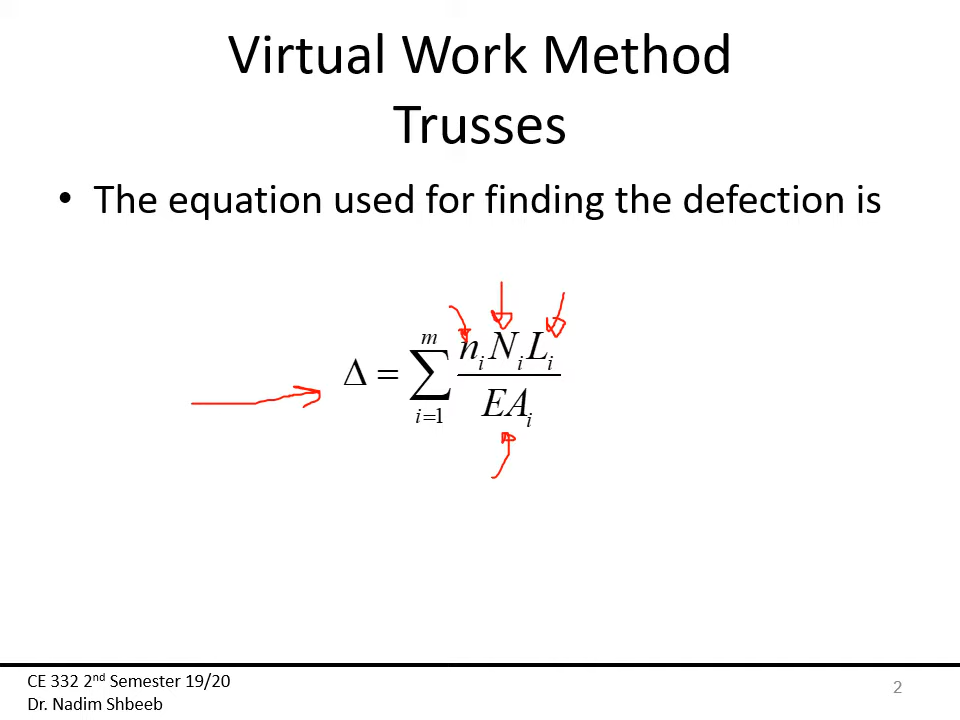 Virtual Work Method
Trusses
• The equation used for finding the defection is
Δ = ∑_{i=1}^{m} n_i N_i L_i / EA_i
CE 332 2nd Semester 19/20
Dr. Nadim Shbeeb
2